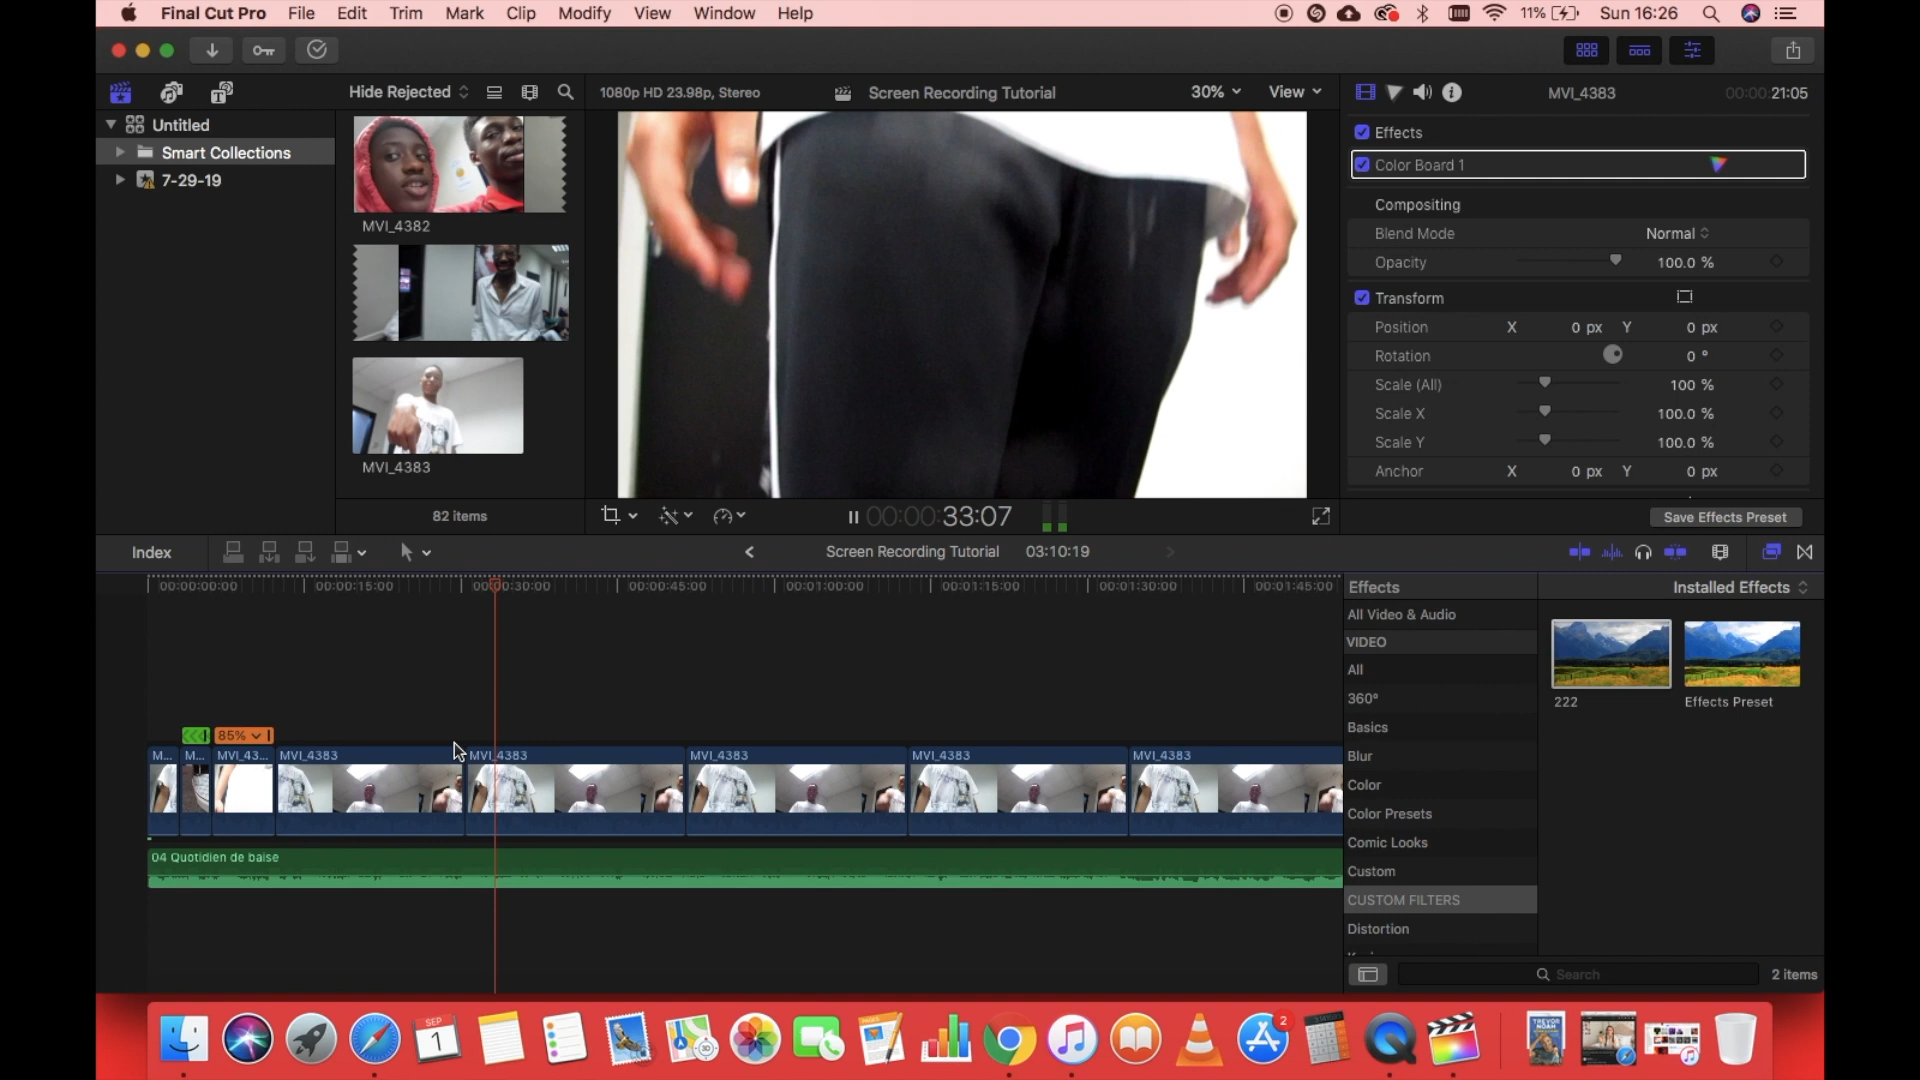 Final Cut Pro File Edit Trim Mark Clip Modify View Window Help 11% Sun 16:26
Hide Rejected
1080p HD 23.98p, Stereo Screen Recording Tutorial 30% View
MVI_4383 00:00:21:05
Untitled
Smart Collections
7-29-19
MVI_4382
MVI_4383
82 items
Effects
Color Board 1
Compositing
Blend Mode Normal
Opacity 100.0 %
Transform
Position X 0 px Y 0 px
Rotation 0 °
Scale (All) 100 %
Scale X 100.0 %
Scale Y 100.0 %
Anchor X 0 px Y 0 px
00:00:33:07
Save Effects Preset
Index
Screen Recording Tutorial 03:10:19
00:00:00:00 00:00:15:00 00:00:30:00 00:00:45:00 00:01:00:00 00:01:15:00 00:01:30:00 00:01:45:00
85%
M... M... MVI_43... MVI_4383 MVI_4383 MVI_4383 MVI_4383 MVI_4383
04 Quotidien de baise
Effects
Installed Effects
All Video & Audio
VIDEO
All
360°
Basics
Blur
Color
Color Presets
Comic Looks
Custom
CUSTOM FILTERS
Distortion
222 Effects Preset
Search
2 items
SEP
1
3D
PAGES
2
TREVOR
NOAH